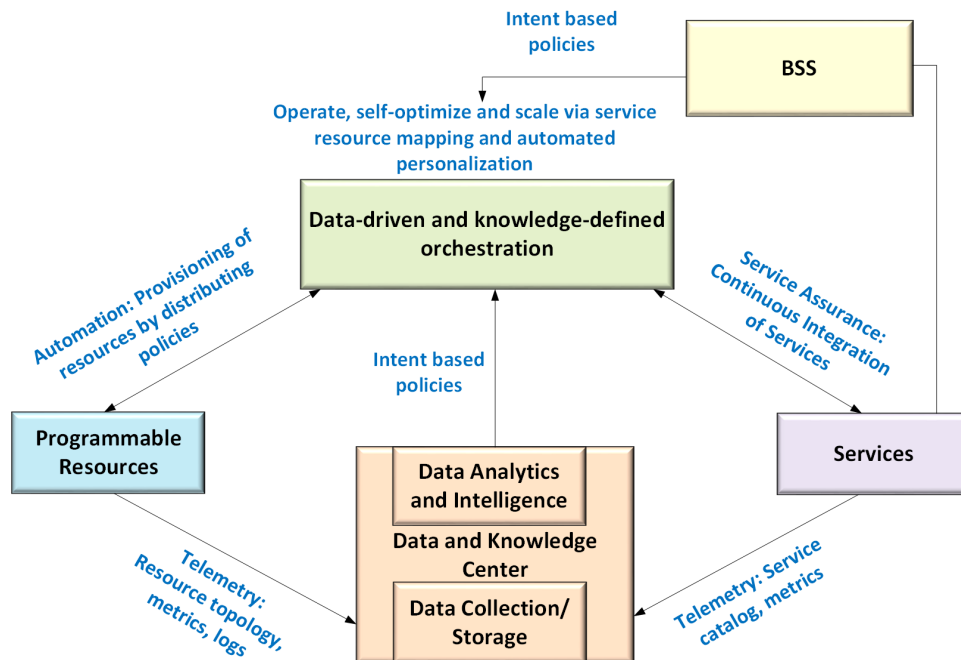 Intent based
policies
BSS
Operate, self-optimize and scale via service
resource mapping and automated
personalization
Data-driven and knowledge-defined
orchestration
Automation: Provisioning of
resources by distributing
policies
Service Assurance:
Continuous Integration
of Services
Intent based
policies
Programmable
Resources
Services
Data Analytics
and Intelligence
Data and Knowledge
Center
Data Collection/
Storage
Telemetry:
Resource topology,
metrics, logs
Telemetry: Service
catalog, metrics